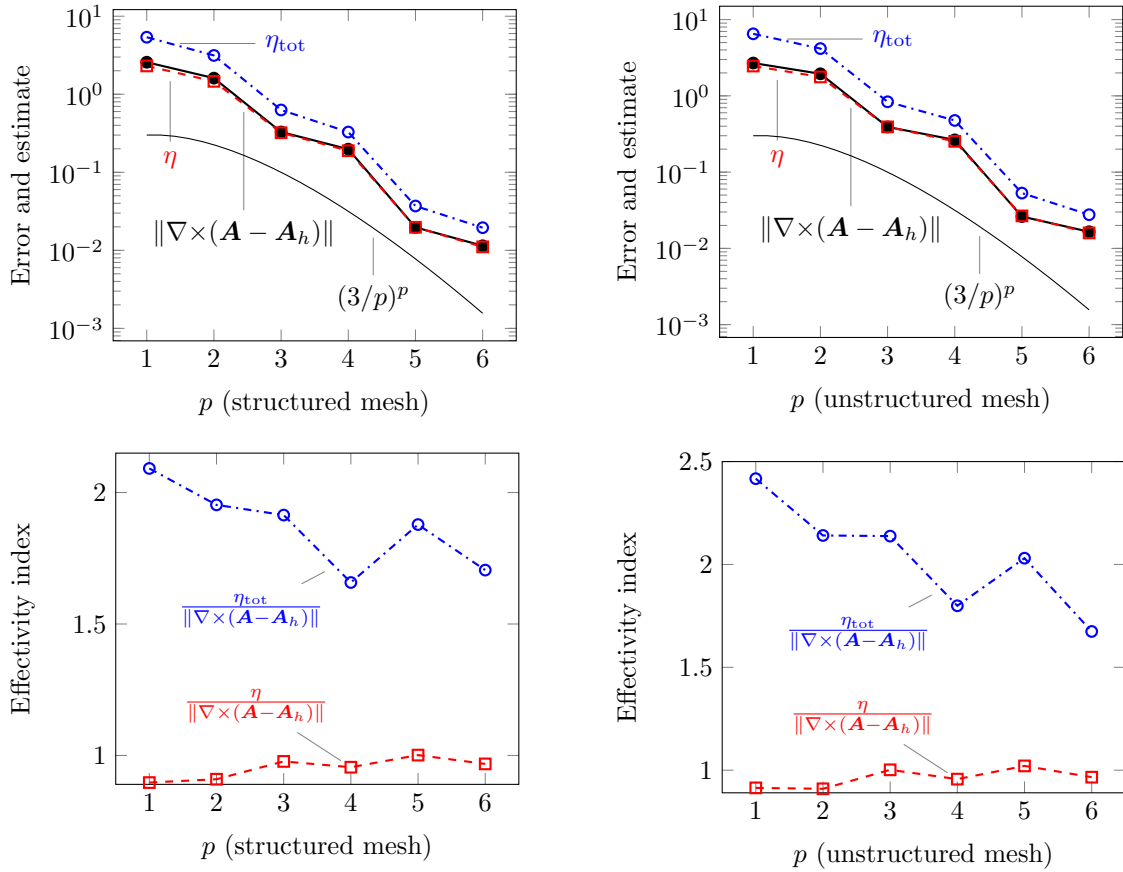 Error and estimate
10^1
10^0
10^{-1}
10^{-2}
10^{-3}
η_tot
η
‖∇×(A − A_h)‖
(3/p)^p
1 2 3 4 5 6
p (structured mesh)
Error and estimate
10^1
10^0
10^{-1}
10^{-2}
10^{-3}
η_tot
η
‖∇×(A − A_h)‖
(3/p)^p
1 2 3 4 5 6
p (unstructured mesh)
Effectivity index
2
1.5
1
η_tot
‖∇×(A−A_h)‖
η
‖∇×(A−A_h)‖
1 2 3 4 5 6
p (structured mesh)
Effectivity index
2.5
2
1.5
1
η_tot
‖∇×(A−A_h)‖
η
‖∇×(A−A_h)‖
1 2 3 4 5 6
p (unstructured mesh)